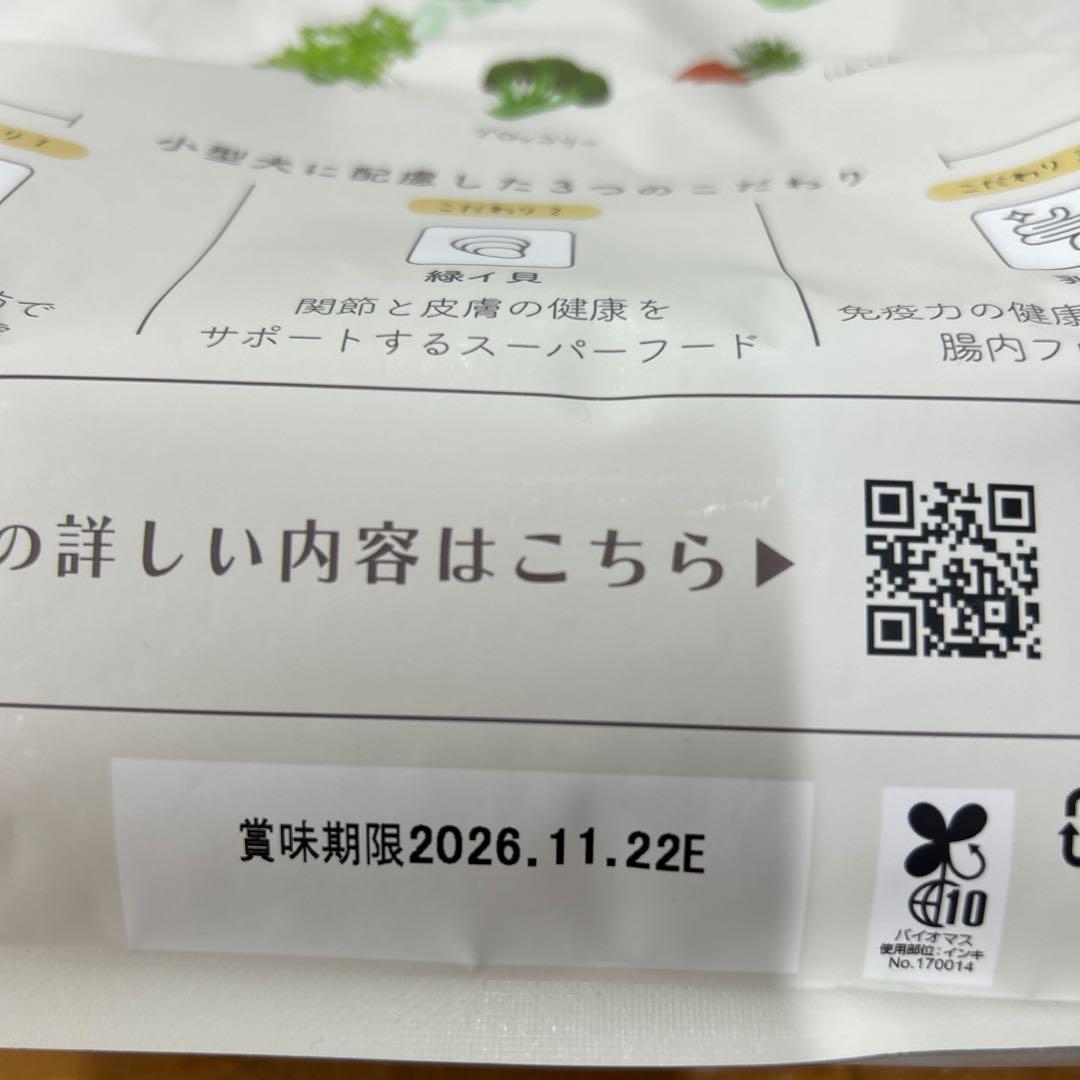 ブロッコリー
小型犬に配慮した3つのこだわり
こだわり 2
緑イ貝
関節と皮膚の健康を
サポートするスーパーフード
こだわり
免疫力の健康
腸内フ
の詳しい内容はこちら▶
賞味期限2026.11.22E
10
バイオマス
使用部位:インキ
No.170014